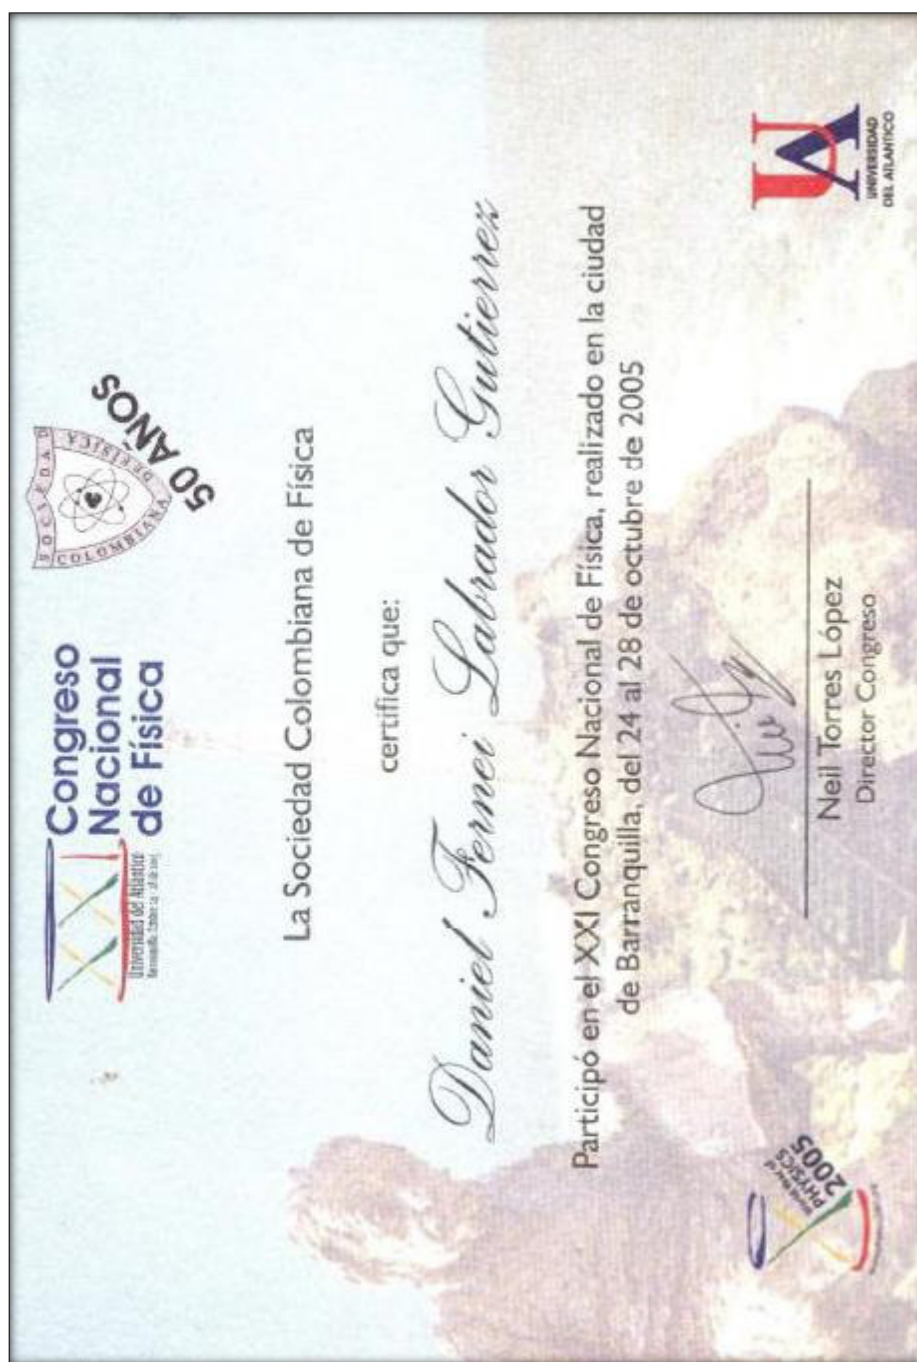 Congreso
Nacional
de Física
Universidad del Atlántico
SOCIEDAD
COLOMBIANA
DE FÍSICA
50 AÑOS
La Sociedad Colombiana de Física
certifica que:
Daniel Fernei Labrador Gutierrez
Participó en el XXI Congreso Nacional de Física, realizado en la ciudad
de Barranquilla, del 24 al 28 de octubre de 2005
Neil Torres López
Director Congreso
PHYSICS
2005
UA
UNIVERSIDAD
DEL ATLANTICO